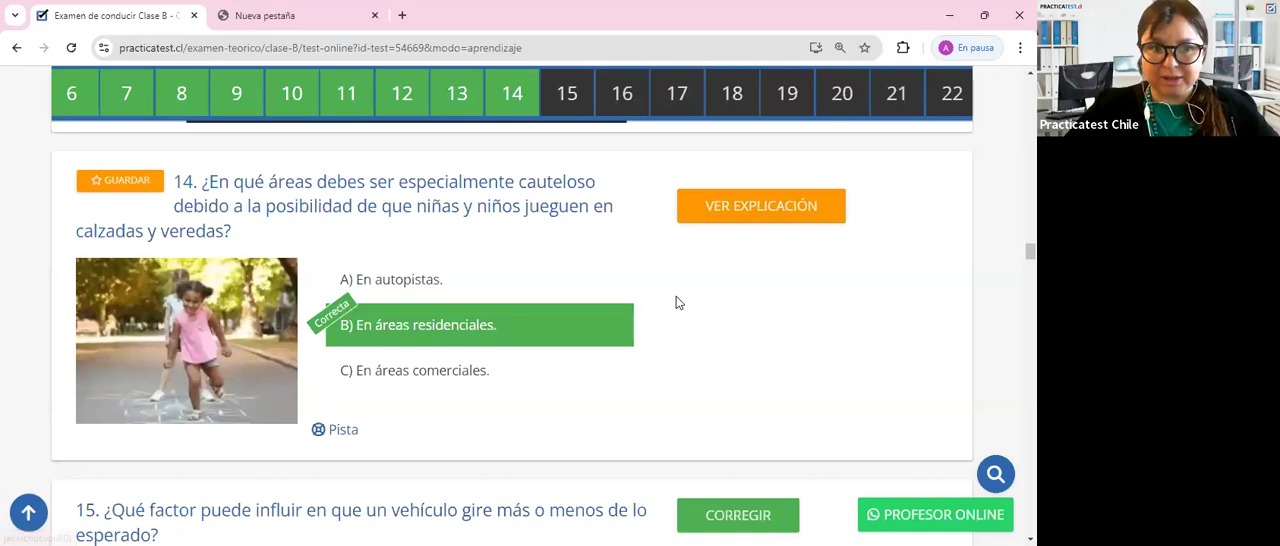 Examen de conducir Clase B - C
Nueva pestaña
practicatest.cl/examen-teorico/clase-B/test-online?id-test=54669&modo=aprendizaje
A
En pausa
PRACTICATEST.cl
Practicatest Chile
6 7 8 9 10 11 12 13 14 15 16 17 18 19 20 21 22
GUARDAR
14. ¿En qué áreas debes ser especialmente cauteloso
debido a la posibilidad de que niñas y niños jueguen en
calzadas y veredas?
VER EXPLICACIÓN
A) En autopistas.
Correcta
B) En áreas residenciales.
C) En áreas comerciales.
Pista
15. ¿Qué factor puede influir en que un vehículo gire más o menos de lo
esperado?
CORREGIR
PROFESOR ONLINE